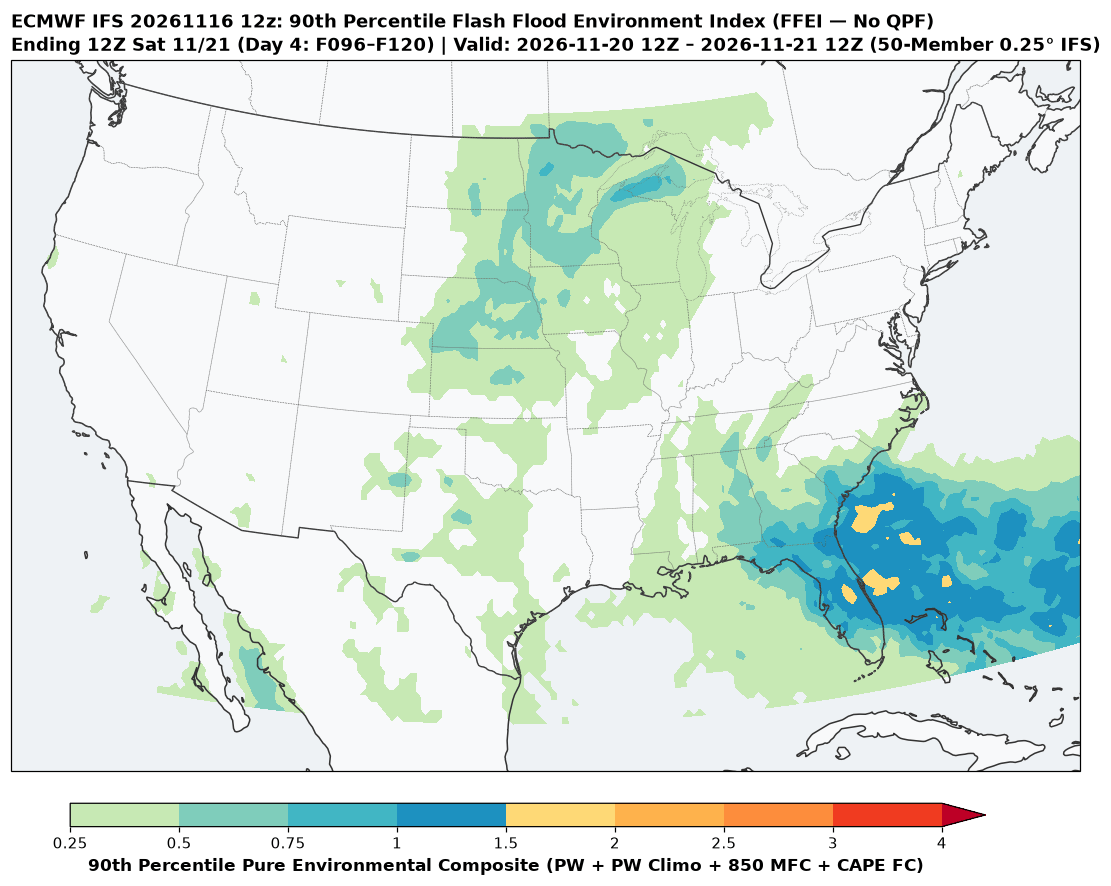 ECMWF IFS 20261116 12z: 90th Percentile Flash Flood Environment Index (FFEI — No QPF)
Ending 12Z Sat 11/21 (Day 4: F096–F120) | Valid: 2026-11-20 12Z – 2026-11-21 12Z (50-Member 0.25° IFS)
0.25 0.5 0.75 1 1.5 2 2.5 3 4
90th Percentile Pure Environmental Composite (PW + PW Climo + 850 MFC + CAPE FC)